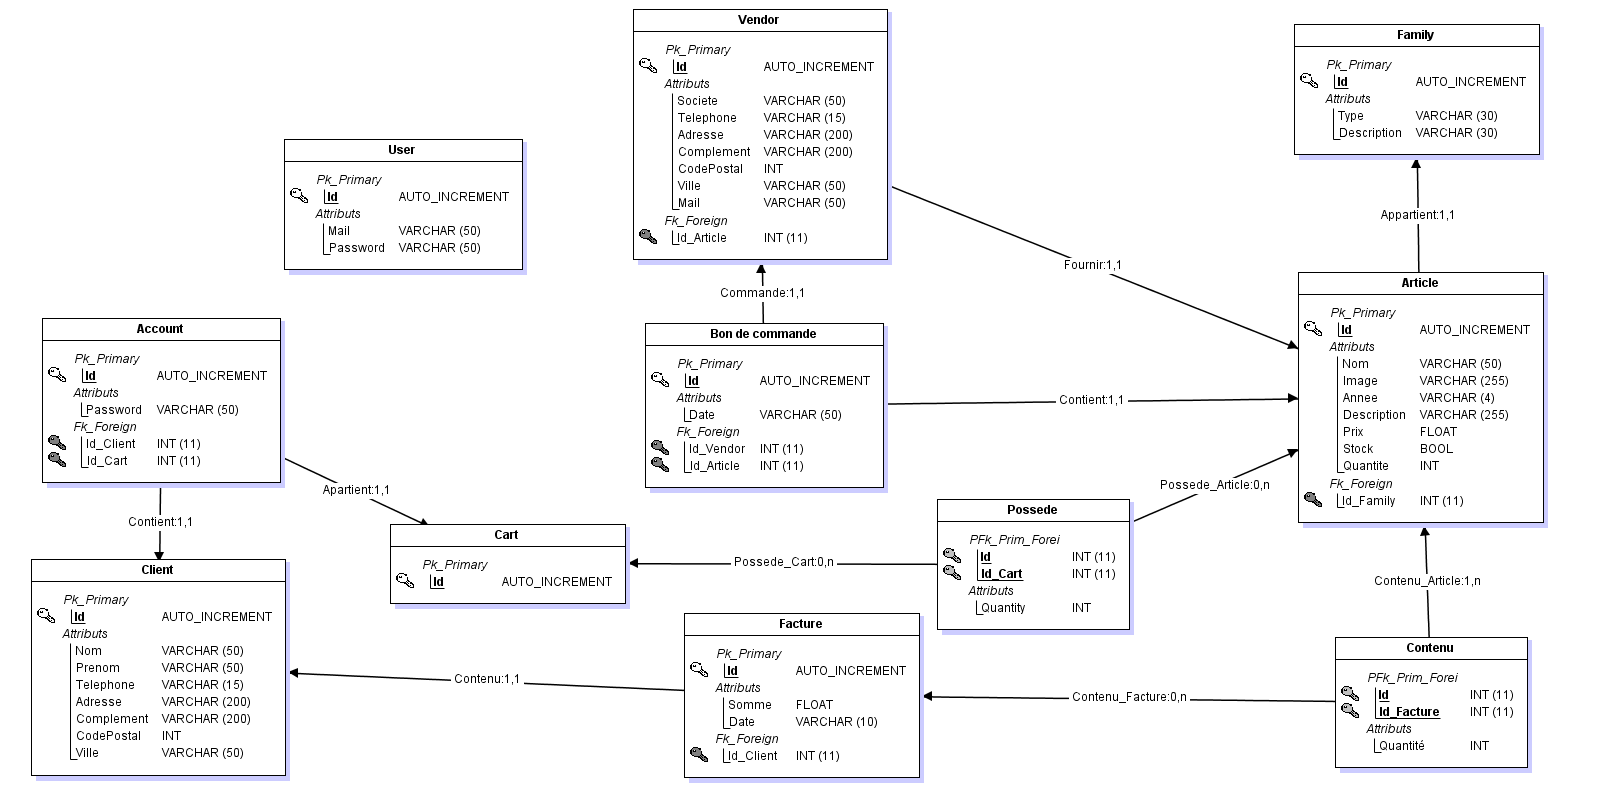 Vendor
Pk_Primary
Id AUTO_INCREMENT
Attributs
Societe VARCHAR (50)
Telephone VARCHAR (15)
Adresse VARCHAR (200)
Complement VARCHAR (200)
CodePostal INT
Ville VARCHAR (50)
Mail VARCHAR (50)
Fk_Foreign
Id_Article INT (11)
Family
Pk_Primary
Id AUTO_INCREMENT
Attributs
Type VARCHAR (30)
Description VARCHAR (30)
User
Pk_Primary
Id AUTO_INCREMENT
Attributs
Mail VARCHAR (50)
Password VARCHAR (50)
Appartient:1,1
Fournir:1,1
Commande:1,1
Article
Pk_Primary
Id AUTO_INCREMENT
Attributs
Nom VARCHAR (50)
Image VARCHAR (255)
Annee VARCHAR (4)
Description VARCHAR (255)
Prix FLOAT
Stock BOOL
Quantite INT
Fk_Foreign
Id_Family INT (11)
Account
Pk_Primary
Id AUTO_INCREMENT
Attributs
Password VARCHAR (50)
Fk_Foreign
Id_Client INT (11)
Id_Cart INT (11)
Bon de commande
Pk_Primary
Id AUTO_INCREMENT
Attributs
Date VARCHAR (50)
Fk_Foreign
Id_Vendor INT (11)
Id_Article INT (11)
Contient:1,1
Apartient:1,1
Possede_Article:0,n
Contient:1,1
Possede
PFk_Prim_Forei
Id INT (11)
Id_Cart INT (11)
Attributs
Quantity INT
Cart
Pk_Primary
Id AUTO_INCREMENT
Possede_Cart:0,n
Contenu_Article:1,n
Client
Pk_Primary
Id AUTO_INCREMENT
Attributs
Nom VARCHAR (50)
Prenom VARCHAR (50)
Telephone VARCHAR (15)
Adresse VARCHAR (200)
Complement VARCHAR (200)
CodePostal INT
Ville VARCHAR (50)
Facture
Pk_Primary
Id AUTO_INCREMENT
Attributs
Somme FLOAT
Date VARCHAR (10)
Fk_Foreign
Id_Client INT (11)
Contenu:1,1
Contenu_Facture:0,n
Contenu
PFk_Prim_Forei
Id INT (11)
Id_Facture INT (11)
Attributs
Quantité INT